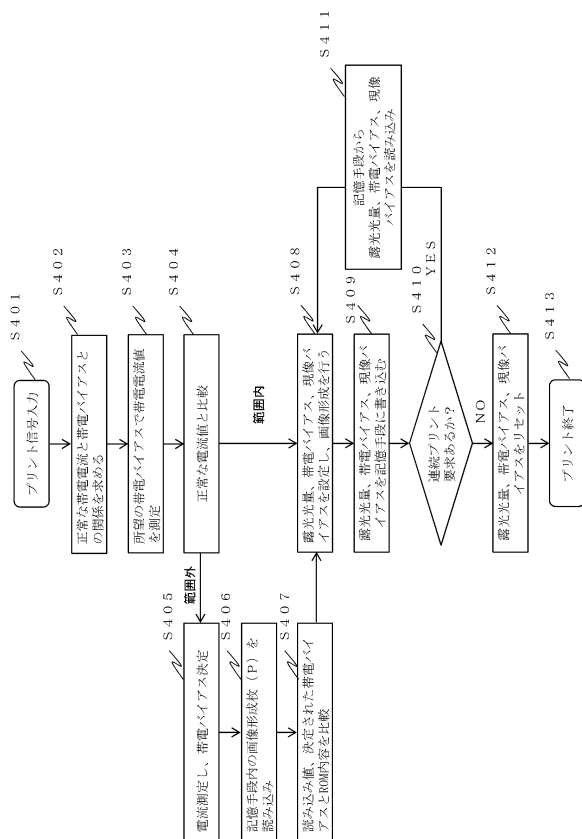 S401
プリント信号入力
S402
正常な帯電電流と帯電バイアスと
の関係を求める
S403
所望の帯電バイアスで帯電電流値
を測定
S404
正常な電流値と比較
範囲外
範囲内
S405
電流測定し、帯電バイアス決定
S406
記憶手段内の画像形成枚(P)を
読み込み
S407
読み込み値、決定された帯電バイ
アスとROM内容を比較
S408
露光光量、帯電バイアス、現像バ
イアスを設定し、画像形成を行う
S409
露光光量、帯電バイアス、現像バ
イアスを記憶手段に書き込む
S410
連続プリント
要求あるか?
YES
NO
S411
記憶手段から
露光光量、帯電バイアス、現像
バイアスを読み込み
S412
露光光量、帯電バイアス、現像バ
イアスをリセット
S413
プリント終了